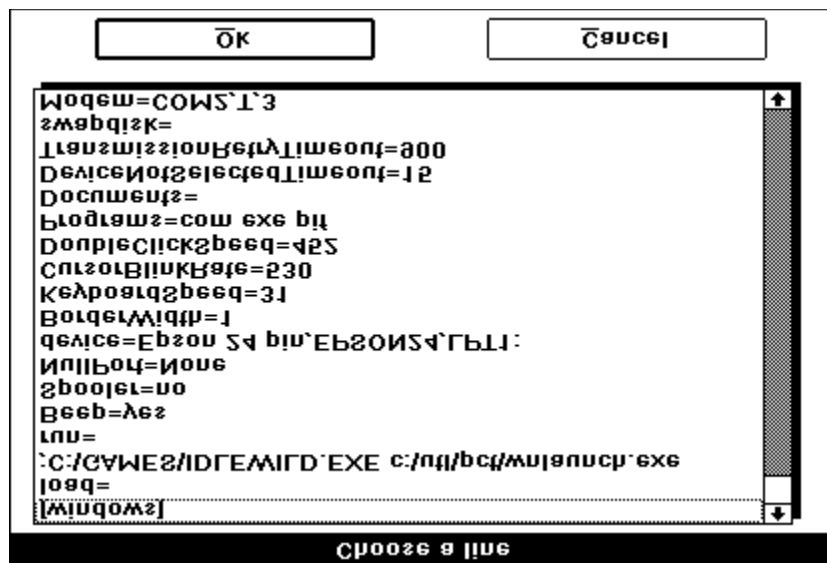 Choose a line
[windows]
load=
;C:\GAMES\IDLEWILD.EXE c:\utl\pct\wnlaunch.exe
run=
Beep=yes
Spooler=no
NullPort=None
device=Epson 24 pin,EPSON24,LPT1:
BorderWidth=1
KeyboardSpeed=31
CursorBlinkRate=530
DoubleClickSpeed=452
Programs=com exe pif
Documents=
DeviceNotSelectedTimeout=15
TransmissionRetryTimeout=900
swapdisk=
Modem=COM2,T,3
Ok
Cancel